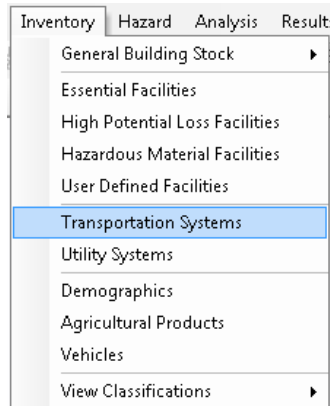 Inventory Hazard Analysis Result
General Building Stock
Essential Facilities
High Potential Loss Facilities
Hazardous Material Facilities
User Defined Facilities
Transportation Systems
Utility Systems
Demographics
Agricultural Products
Vehicles
View Classifications